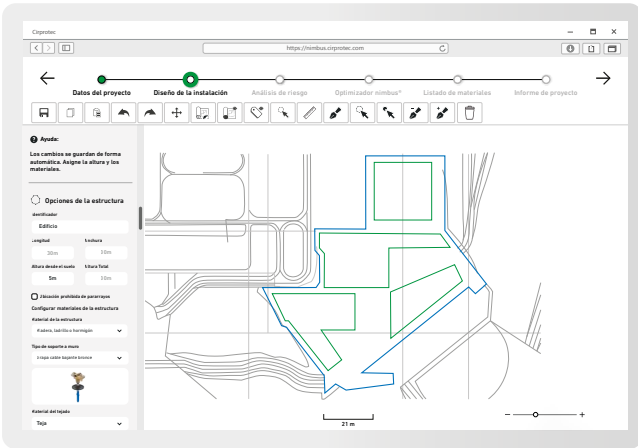 Cirprotec
https://nimbus.cirprotec.com
Datos del proyecto
Diseño de la instalación
Análisis de riesgo
Optimizador nimbus®
Listado de materiales
Informe de proyecto
Ayuda:
Los cambios se guardan de forma
automática. Asigne la altura y los
materiales.
Opciones de la estructura
Identificador
Edificio
Longitud
Anchura
30m
30m
Altura desde el suelo
Altura Total
5m
10m
Ubicación prohibida de pararrayos
Configurar materiales de la estructura
Material de la estructura
Madera, ladrillo u hormigón
Tipo de soporte a muro
Grapa cable bajante bronce
Material del tejado
Teja
21 m